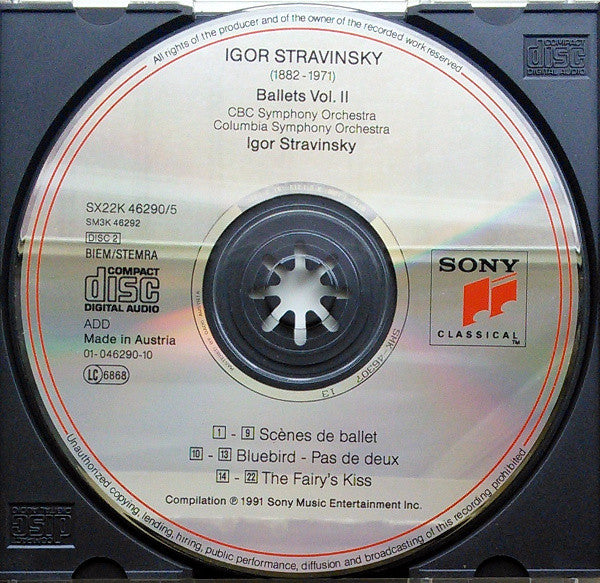 All rights of the producer and of the owner of the recorded work reserved.
COMPACT
disc
DIGITAL AUDIO
IGOR STRAVINSKY
(1882-1971)
Ballets Vol. II
CBC Symphony Orchestra
Columbia Symphony Orchestra
Igor Stravinsky
SX22K 46290/5
SM3K 46292
DISC 2
BIEM/STEMRA
COMPACT
disc
DIGITAL AUDIO
ADD
Made in Austria
01-046290-10
LC 6868
SONY
CLASSICAL™
SMK 46307 13
1 - 9 Scènes de ballet
10 - 13 Bluebird - Pas de deux
14 - 22 The Fairy's Kiss
Compilation ℗ 1991 Sony Music Entertainment Inc.
Unauthorized copying, lending, hiring, public performance, diffusion and broadcasting of this recording prohibited